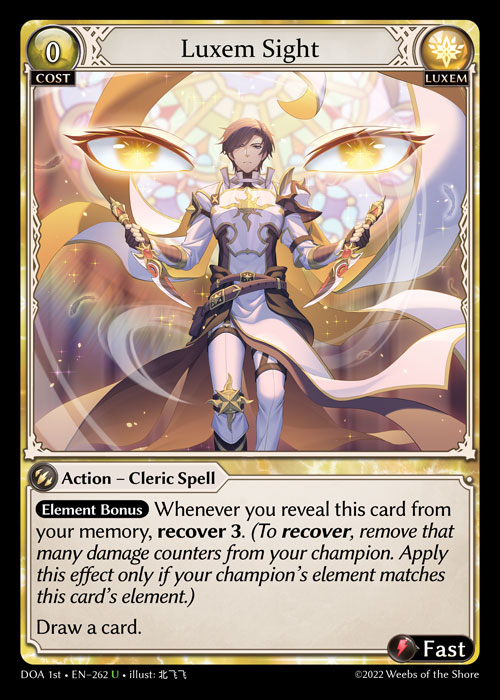 0
Luxem Sight
COST
LUXEM
Action – Cleric Spell
Element Bonus Whenever you reveal this card from
your memory, recover 3. (To recover, remove that
many damage counters from your champion. Apply
this effect only if your champion's element matches
this card's element.)
Draw a card.
Fast
DOA 1st • EN–262 U • illust: 北飞飞
©2022 Weebs of the Shore